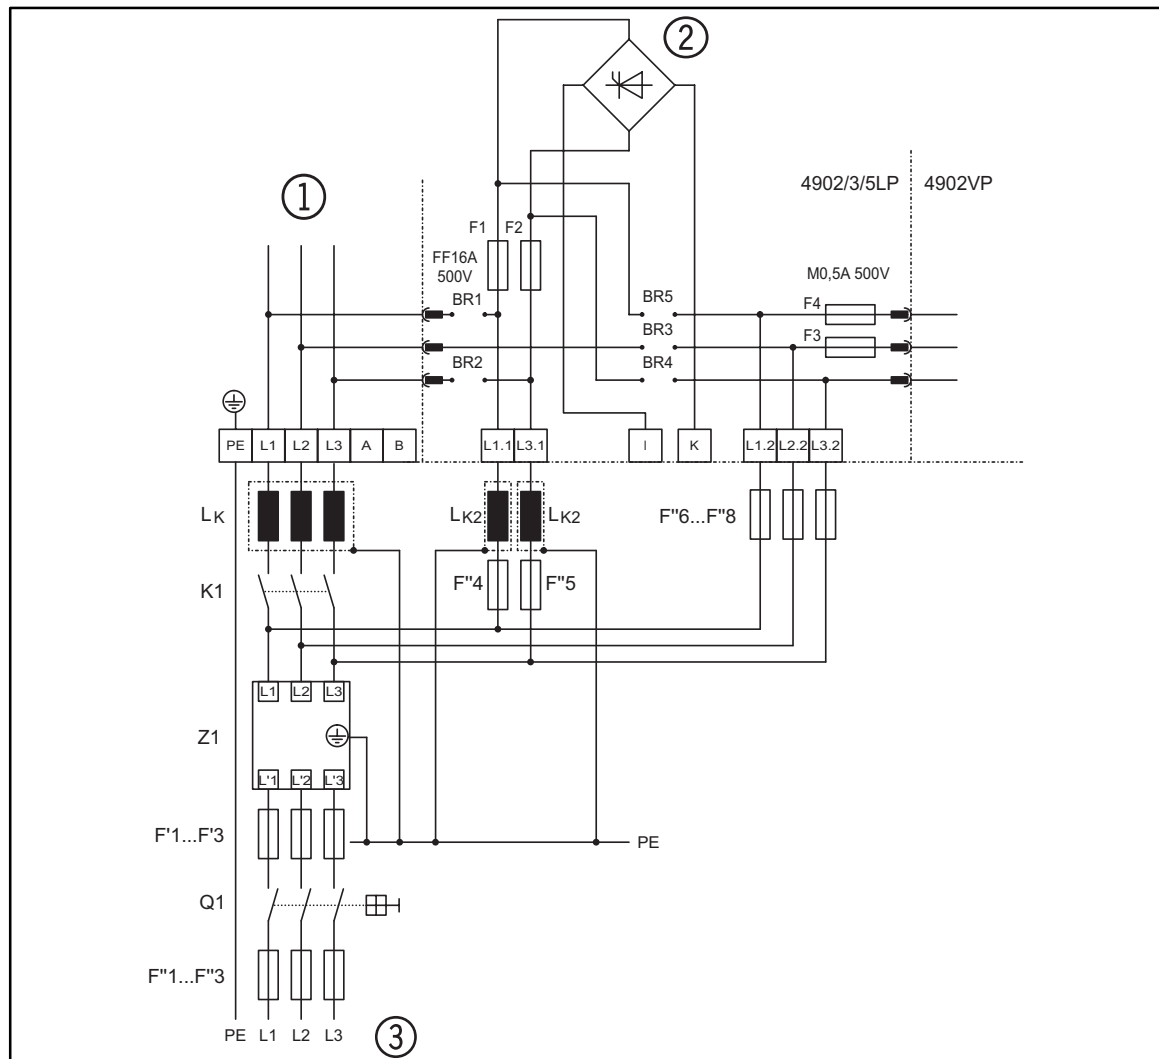 2
4902/3/5LP 4902VP
1
F1 F2
FF16A
500V
M0,5A 500V
BR1 BR5 F4
BR3 F3
BR2 BR4
PE L1 L2 L3 A B L1.1 L3.1 I K L1.2 L2.2 L3.2
LK LK2 LK2 F"6...F"8
K1 F"4 F"5
L1 L2 L3
Z1
L'1 L'2 L'3
F'1...F'3 PE
Q1
F"1...F"3
PE L1 L2 L3 3